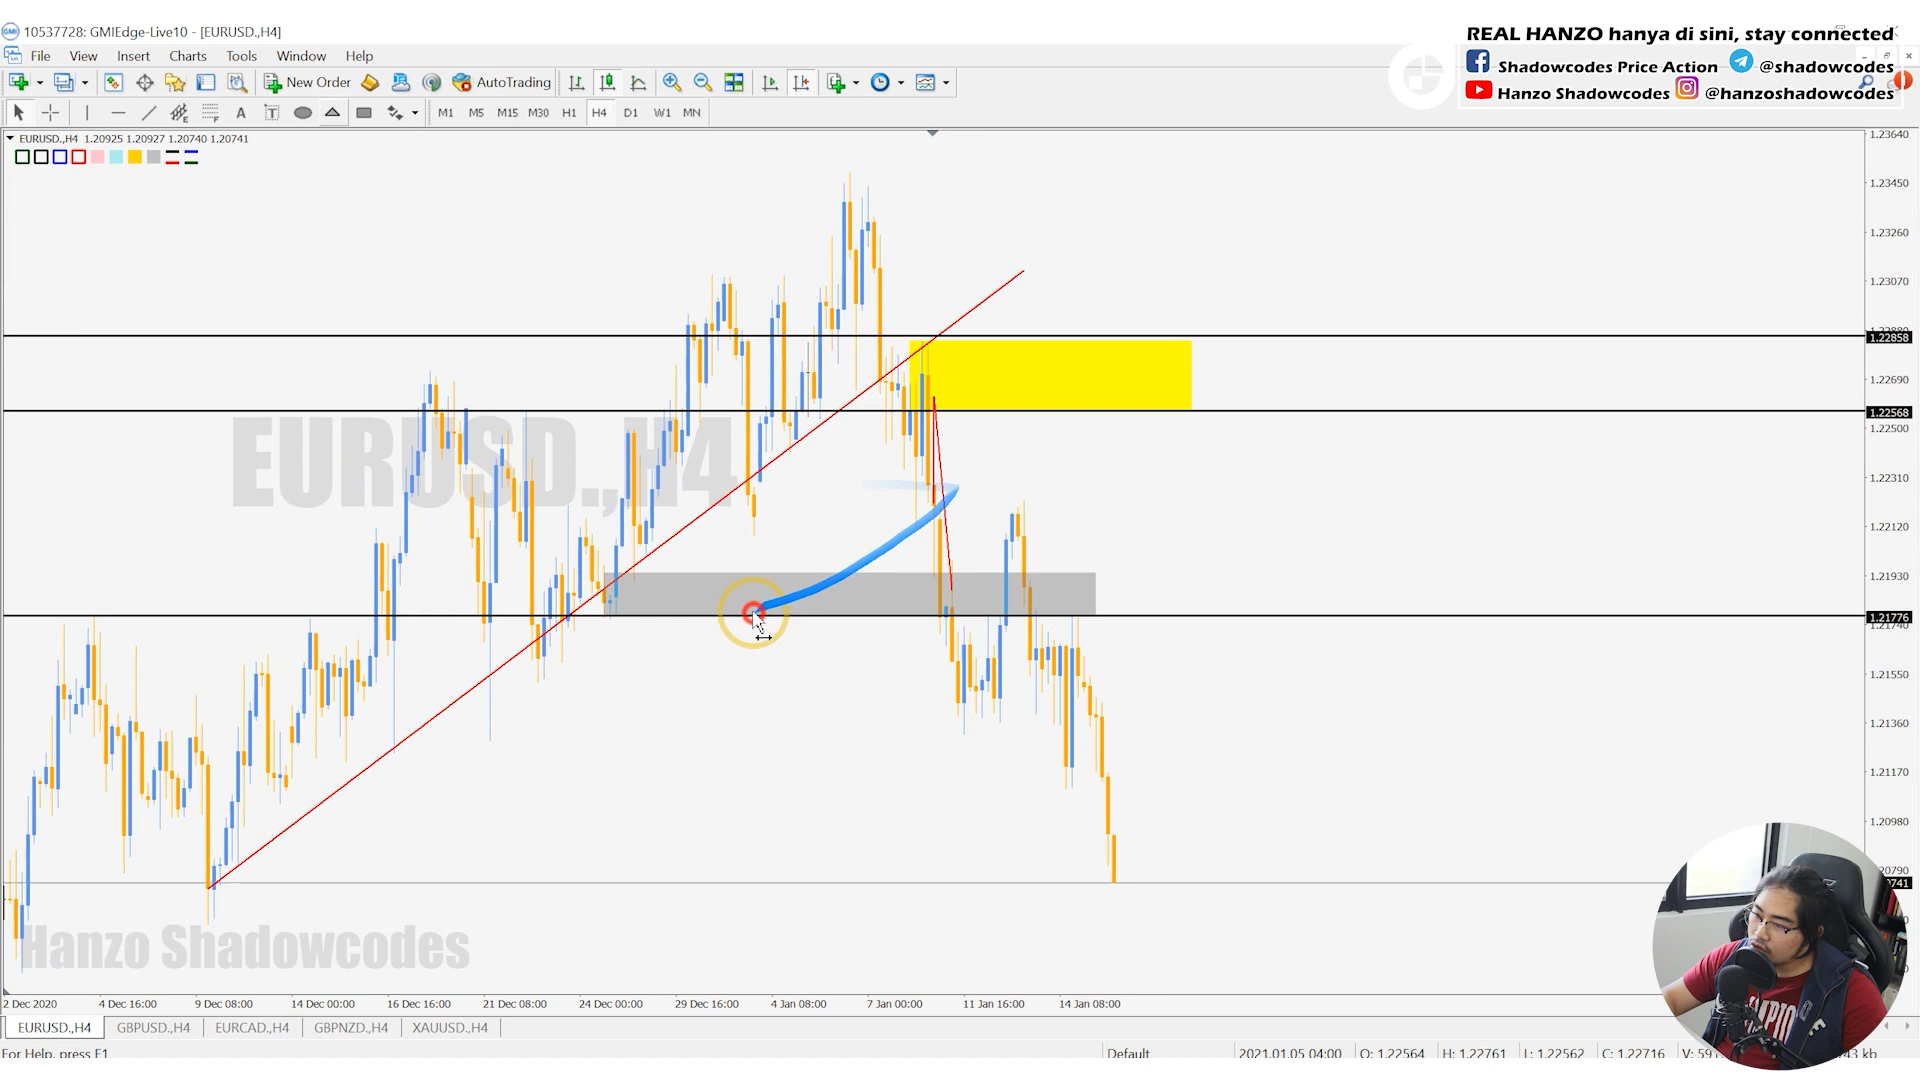 10537728: GMIEdge-Live10 - [EURUSD.,H4]
REAL HANZO hanya di sini, stay connected
Shadowcodes Price Action @shadowcodes
Hanzo Shadowcodes @hanzoshadowcodes
File View Insert Charts Tools Window Help
New Order AutoTrading
M1 M5 M15 M30 H1 H4 D1 W1 MN
EURUSD.,H4 1.20925 1.20927 1.20740 1.20741
1.23640
1.23450
1.23260
1.23070
1.22858
1.22690
1.22568
1.22500
1.22310
1.22120
1.21930
1.21776
1.21740
1.21550
1.21360
1.21170
1.20980
1.20790
EURUSD.,H4
Hanzo Shadowcodes
2 Dec 2020 4 Dec 16:00 9 Dec 08:00 14 Dec 00:00 16 Dec 16:00 21 Dec 08:00 24 Dec 00:00 29 Dec 16:00 4 Jan 08:00 7 Jan 00:00 11 Jan 16:00 14 Jan 08:00
EURUSD.,H4 GBPUSD.,H4 EURCAD.,H4 GBPNZD.,H4 XAUUSD.,H4
For Help, press F1 Default 2021.01.05 04:00 O: 1.22564 H: 1.22761 L: 1.22562 C: 1.22716